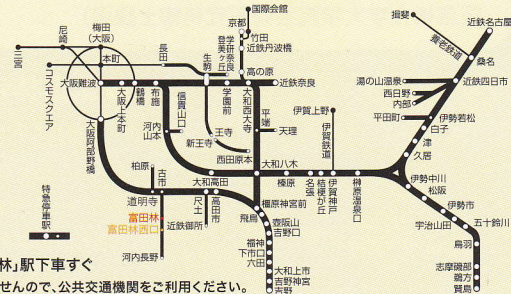 国際会館
京都
竹田
近鉄丹波橋
高の原
学研奈良登美ヶ丘
生駒
長田
梅田
(大阪)
尼崎
三宮
本町
コスモスクエア
大阪難波
大阪上本町
鶴橋
布施
河内山本
信貴山口
学園前
大和西大寺
近鉄奈良
王寺
新王寺
平端
天理
西田原本
大阪阿部野橋
柏原
古市
道明寺
富田林
富田林西口
河内長野
尺土
近鉄御所
大和高田
高田市
大和八木
橿原神宮前
飛鳥
壺阪山
吉野口
福神
下市口
六田
大和上市
吉野神宮
吉野
榛原
名張
桔梗が丘
伊賀神戸
伊賀鉄道
伊賀上野
榊原温泉口
揖斐
養老鉄道
近鉄名古屋
桑名
近鉄四日市
湯の山温泉
西日野
内部
平田町
伊勢若松
白子
津
久居
伊勢中川
松阪
伊勢市
宇治山田
五十鈴川
鳥羽
志摩磯部
鵜方
賢島
特急停車駅
林」駅下車すぐ
せんので、公共交通機関をご利用ください。